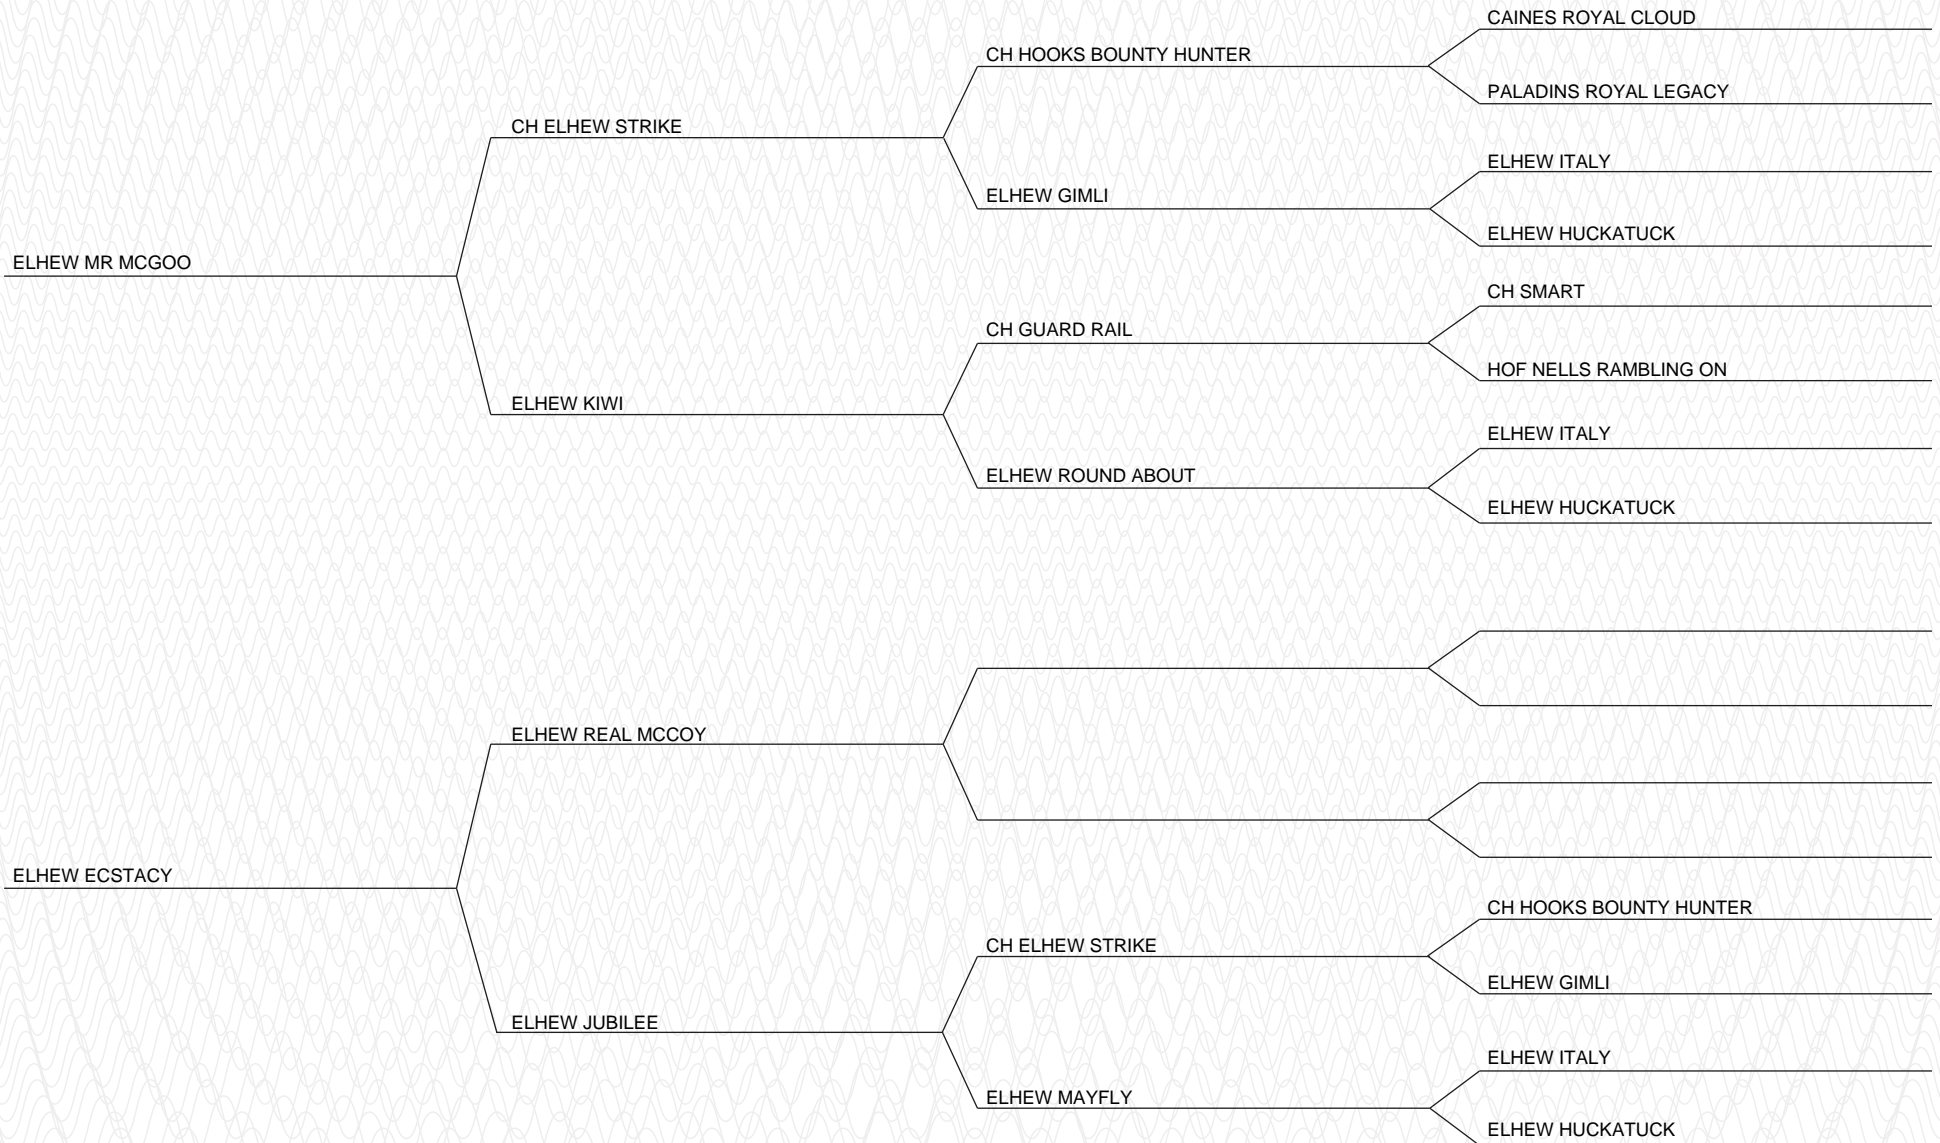 CAINES ROYAL CLOUD
CH HOOKS BOUNTY HUNTER
PALADINS ROYAL LEGACY
CH ELHEW STRIKE
ELHEW ITALY
ELHEW GIMLI
ELHEW HUCKATUCK
ELHEW MR MCGOO
CH SMART
CH GUARD RAIL
HOF NELLS RAMBLING ON
ELHEW KIWI
ELHEW ITALY
ELHEW ROUND ABOUT
ELHEW HUCKATUCK
ELHEW REAL MCCOY
ELHEW ECSTACY
CH HOOKS BOUNTY HUNTER
CH ELHEW STRIKE
ELHEW GIMLI
ELHEW JUBILEE
ELHEW ITALY
ELHEW MAYFLY
ELHEW HUCKATUCK